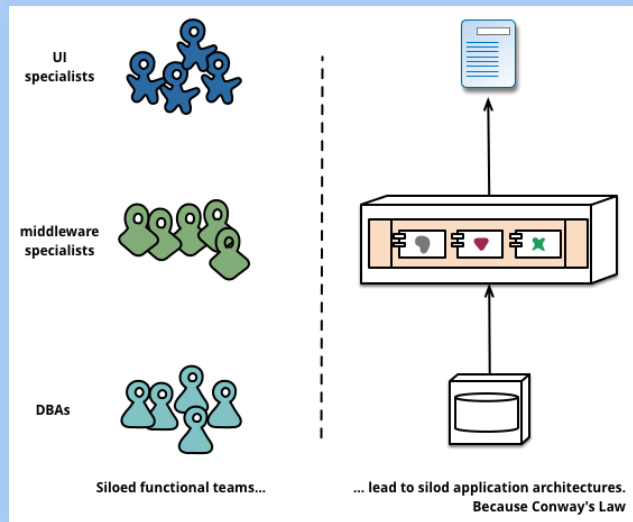 UI
specialists
middleware
specialists
DBAs
Siloed functional teams...
... lead to silod application architectures.
Because Conway's Law